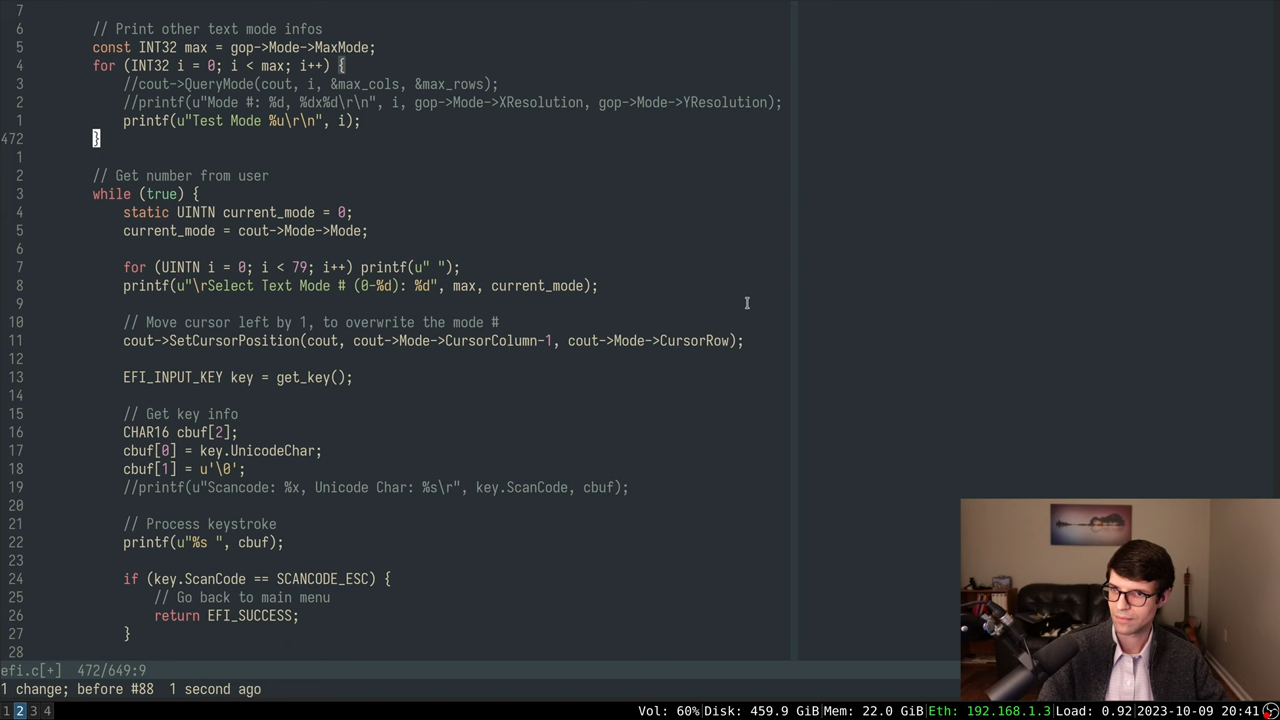 7
6 // Print other text mode infos
5 const INT32 max = gop->Mode->MaxMode;
4 for (INT32 i = 0; i < max; i++) {
3 //cout->QueryMode(cout, i, &max_cols, &max_rows);
2 //printf(u"Mode #: %d, %dx%d\r\n", i, gop->Mode->XResolution, gop->Mode->YResolution);
1 printf(u"Test Mode %u\r\n", i);
472 }
1
2 // Get number from user
3 while (true) {
4 static UINTN current_mode = 0;
5 current_mode = cout->Mode->Mode;
6
7 for (UINTN i = 0; i < 79; i++) printf(u" ");
8 printf(u"\rSelect Text Mode # (0-%d): %d", max, current_mode);
9
10 // Move cursor left by 1, to overwrite the mode #
11 cout->SetCursorPosition(cout, cout->Mode->CursorColumn-1, cout->Mode->CursorRow);
12
13 EFI_INPUT_KEY key = get_key();
14
15 // Get key info
16 CHAR16 cbuf[2];
17 cbuf[0] = key.UnicodeChar;
18 cbuf[1] = u'\0';
19 //printf(u"Scancode: %x, Unicode Char: %s\r", key.ScanCode, cbuf);
20
21 // Process keystroke
22 printf(u"%s ", cbuf);
23
24 if (key.ScanCode == SCANCODE_ESC) {
25 // Go back to main menu
26 return EFI_SUCCESS;
27 }
28
efi.c[+] 472/649:9
1 change; before #88 1 second ago
1 2 3 4 Vol: 60%|Disk: 459.9 GiB|Mem: 22.0 GiB|Eth: 192.168.1.3|Load: 0.92|2023-10-09 20:41